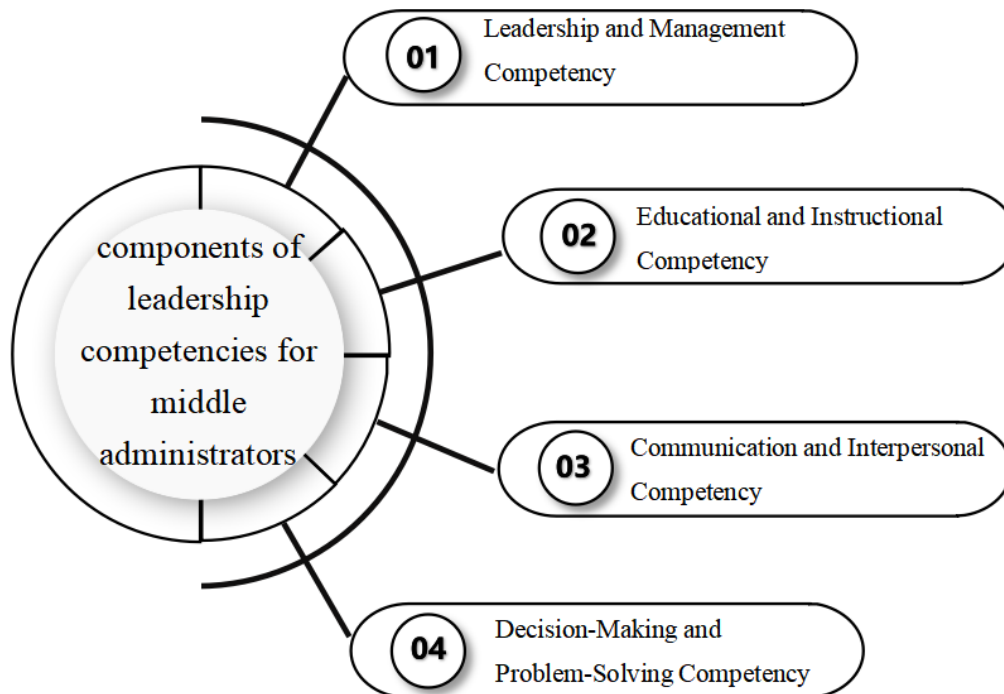 01
Leadership and Management
Competency
02
Educational and Instructional
Competency
components of
leadership
competencies for
middle
administrators
03
Communication and Interpersonal
Competency
04
Decision-Making and
Problem-Solving Competency